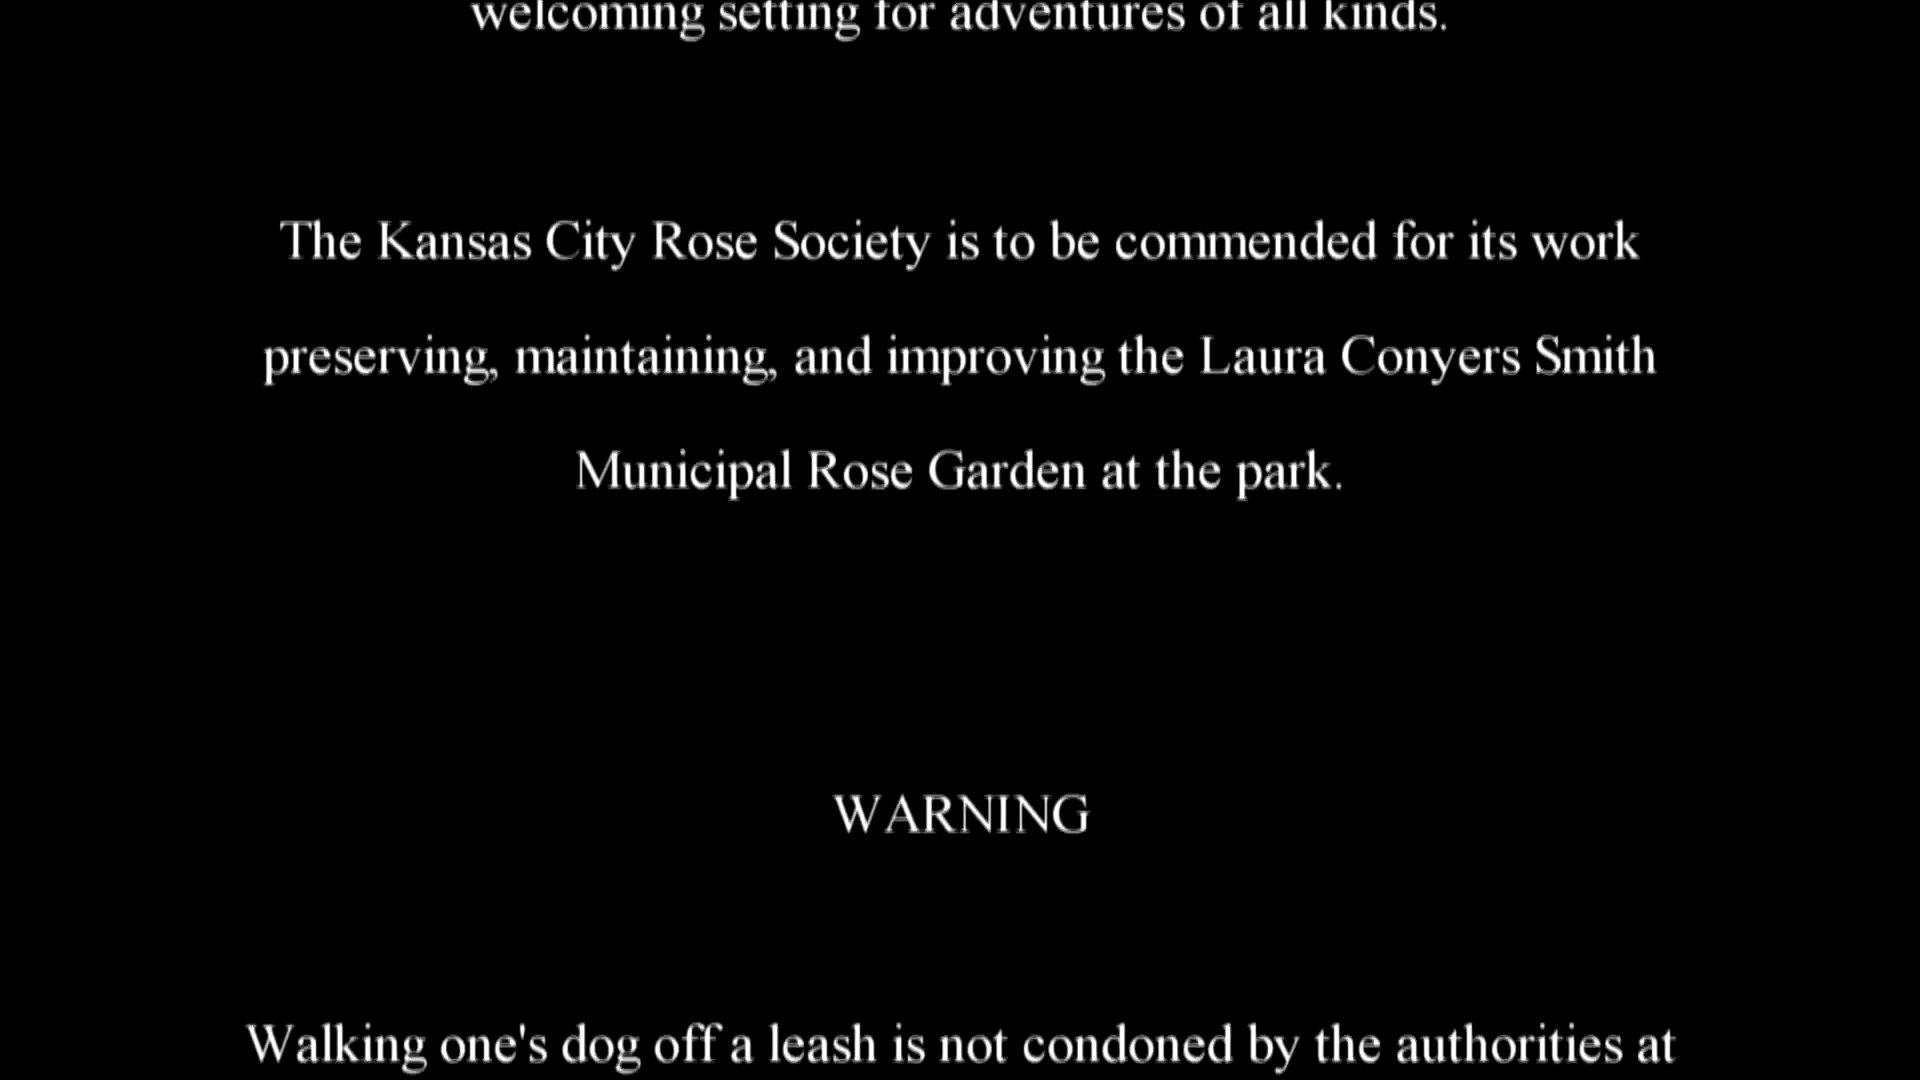 welcoming setting for adventures of all kinds.
The Kansas City Rose Society is to be commended for its work
preserving, maintaining, and improving the Laura Conyers Smith
Municipal Rose Garden at the park.
WARNING
Walking one's dog off a leash is not condoned by the authorities at